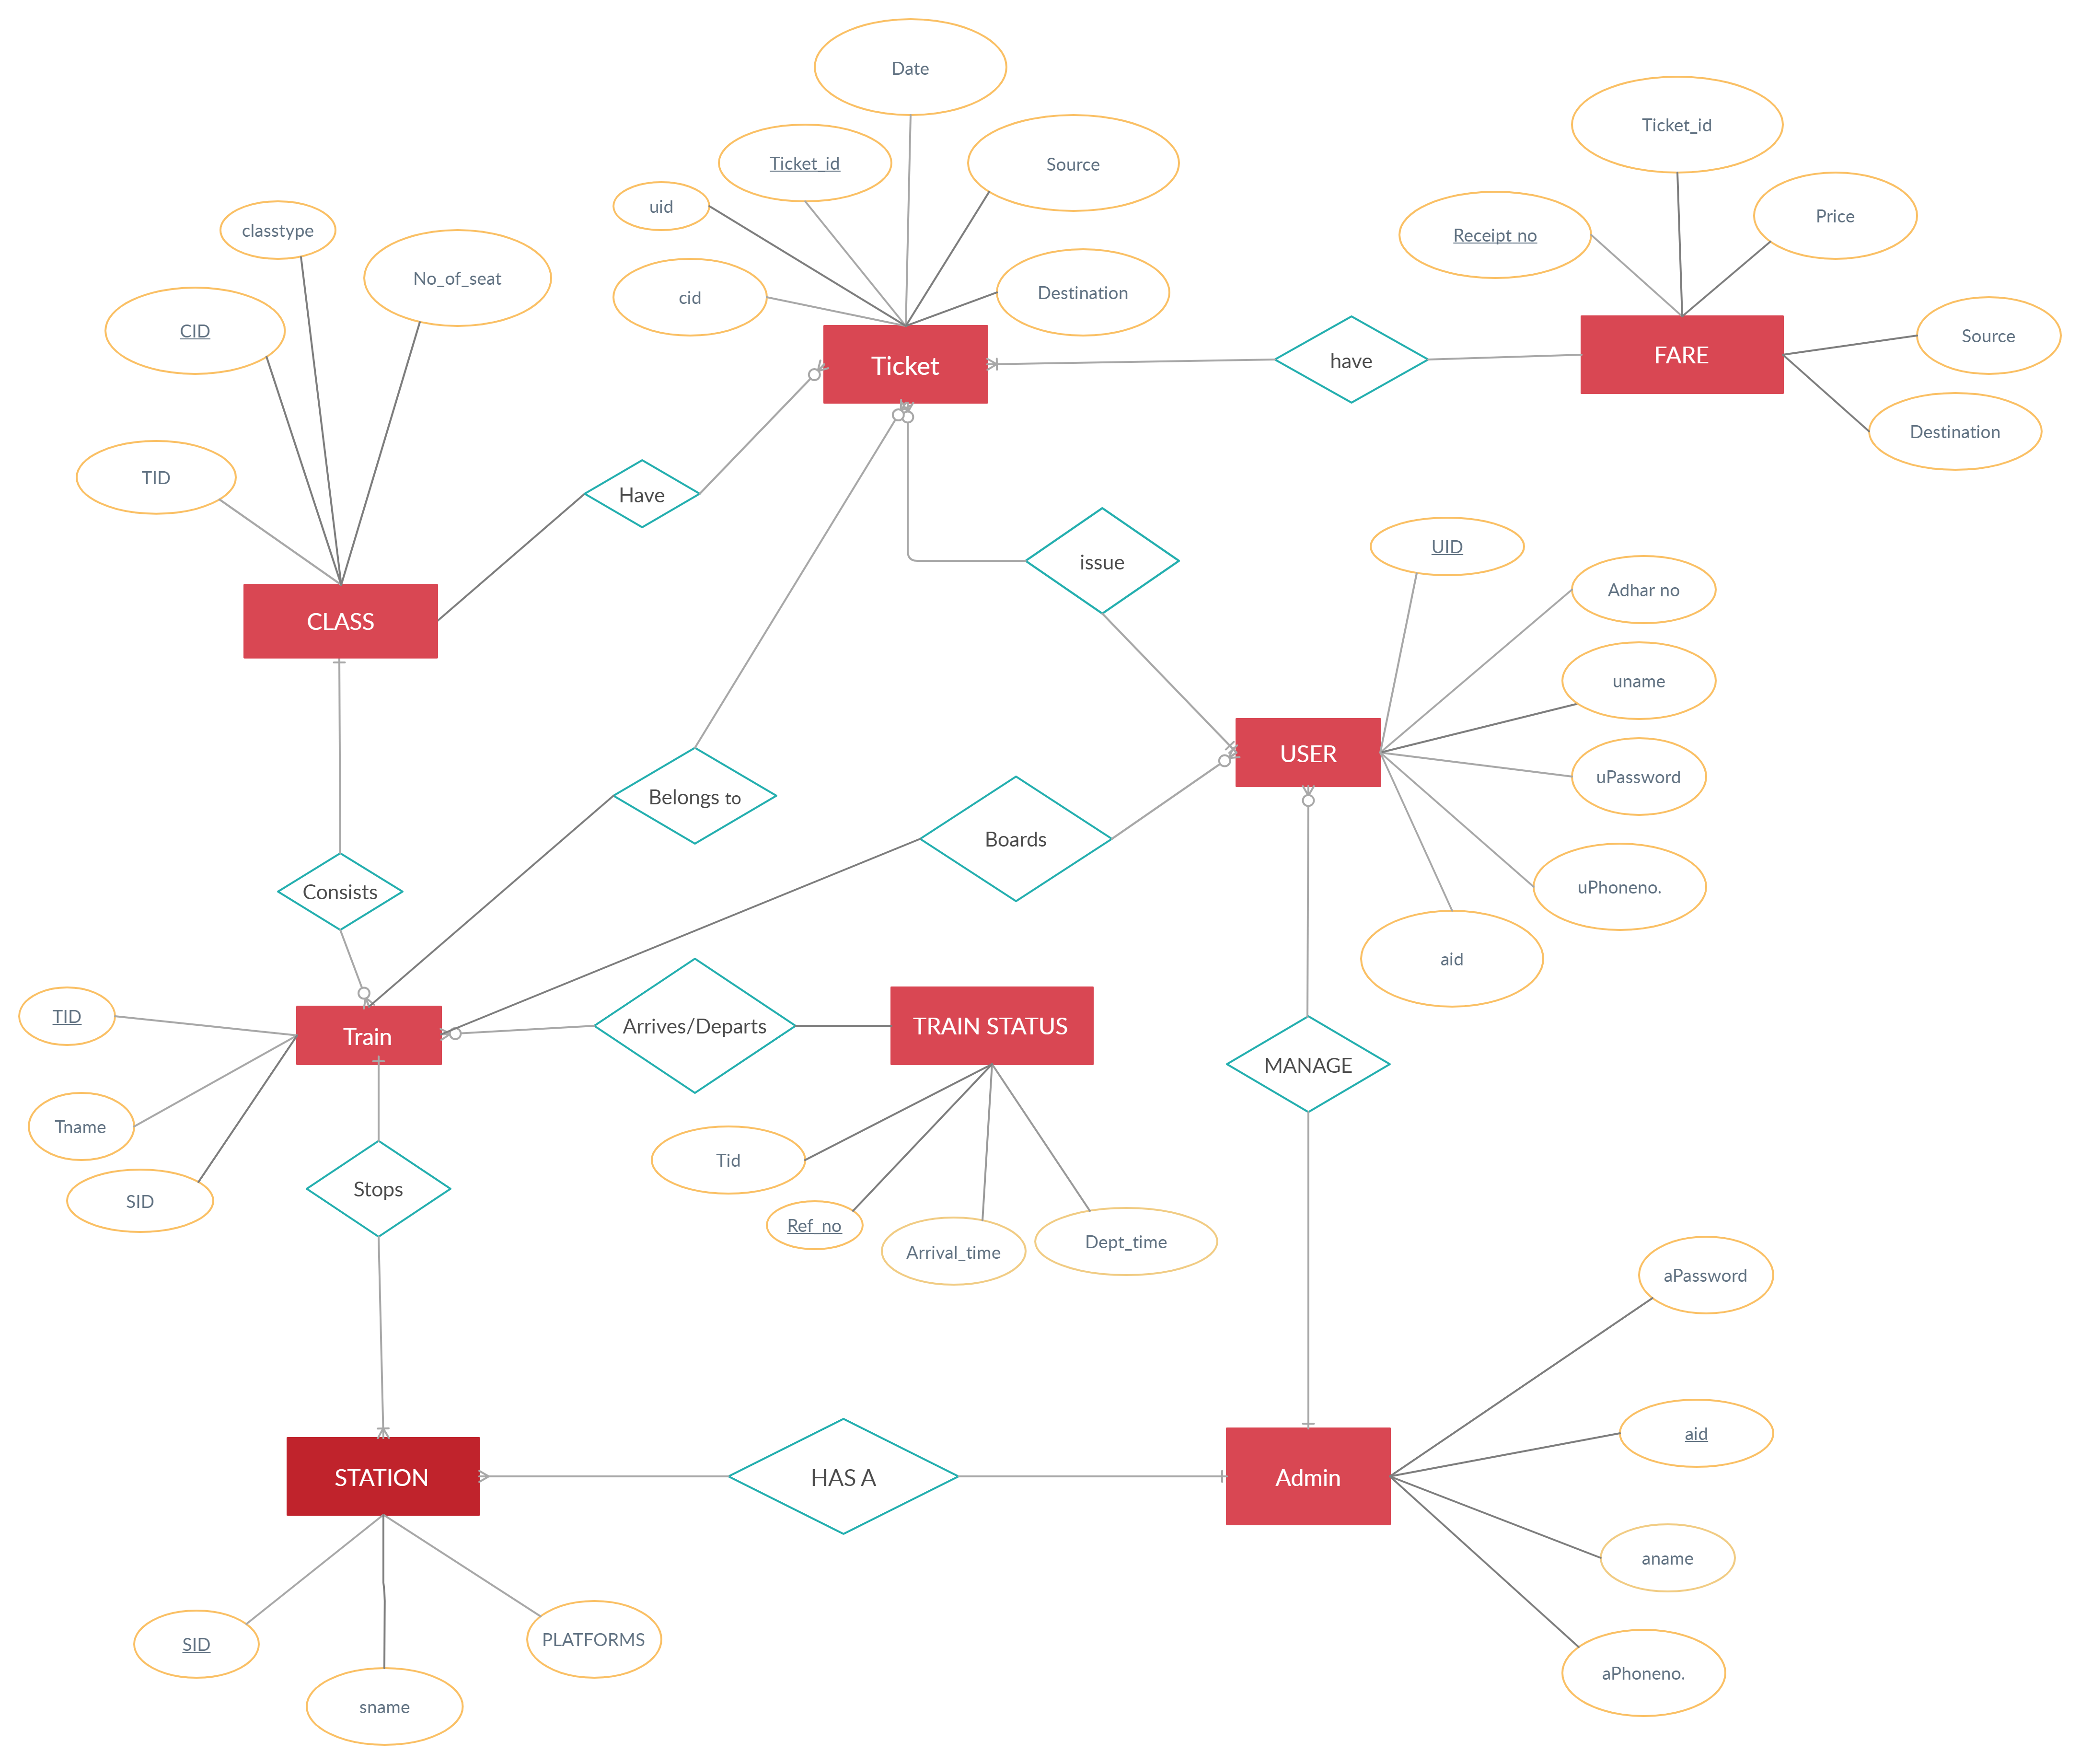 Date
Ticket_id
Source
uid
cid
Destination
Ticket
classtype
No_of_seat
CID
TID
CLASS
Have
have
Ticket_id
Receipt no
Price
FARE
Source
Destination
issue
UID
Adhar no
uname
USER
uPassword
uPhoneno.
aid
Belongs to
Boards
Consists
TID
Train
Tname
SID
Arrives/Departs
TRAIN STATUS
Tid
Ref_no
Arrival_time
Dept_time
MANAGE
Stops
STATION
HAS A
Admin
aPassword
aid
aname
aPhoneno.
SID
sname
PLATFORMS